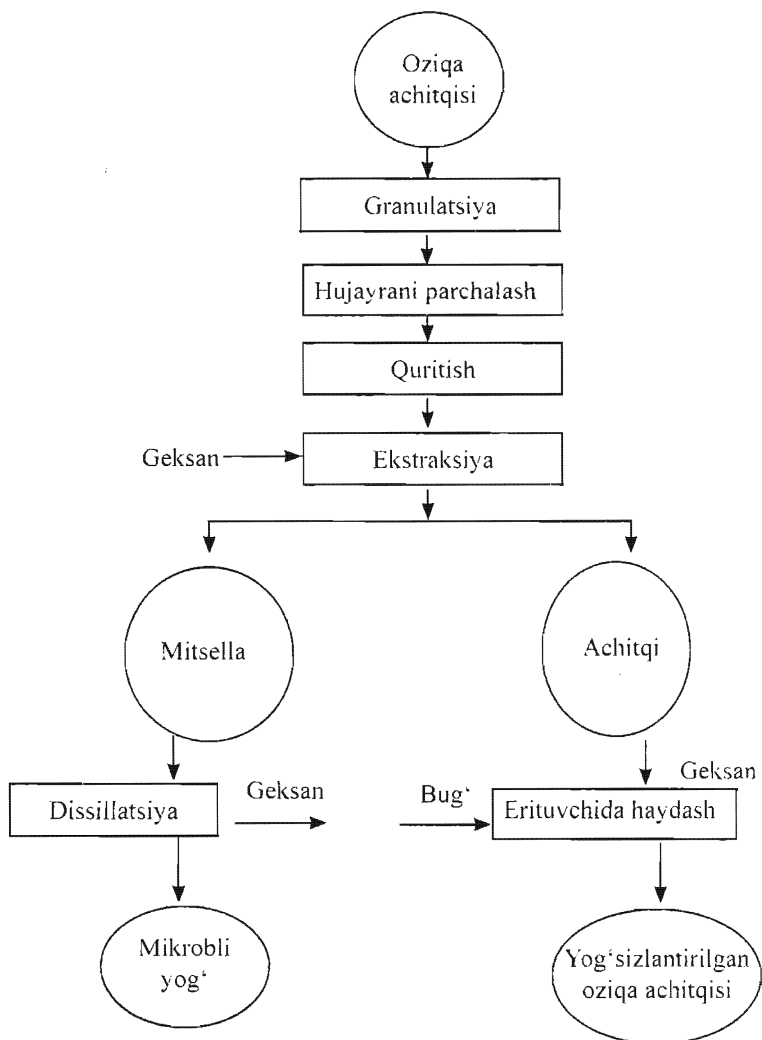 Oziqa
achitqisi
Granulatsiya
Hujayrani parchalash
Quritish
Geksan
Ekstraksiya
Mitsella
Achitqi
Dissillatsiya
Geksan
Bug‘
Geksan
Erituvchida haydash
Mikrobli
yog‘
Yog‘sizlantirilgan
oziqa achitqisi